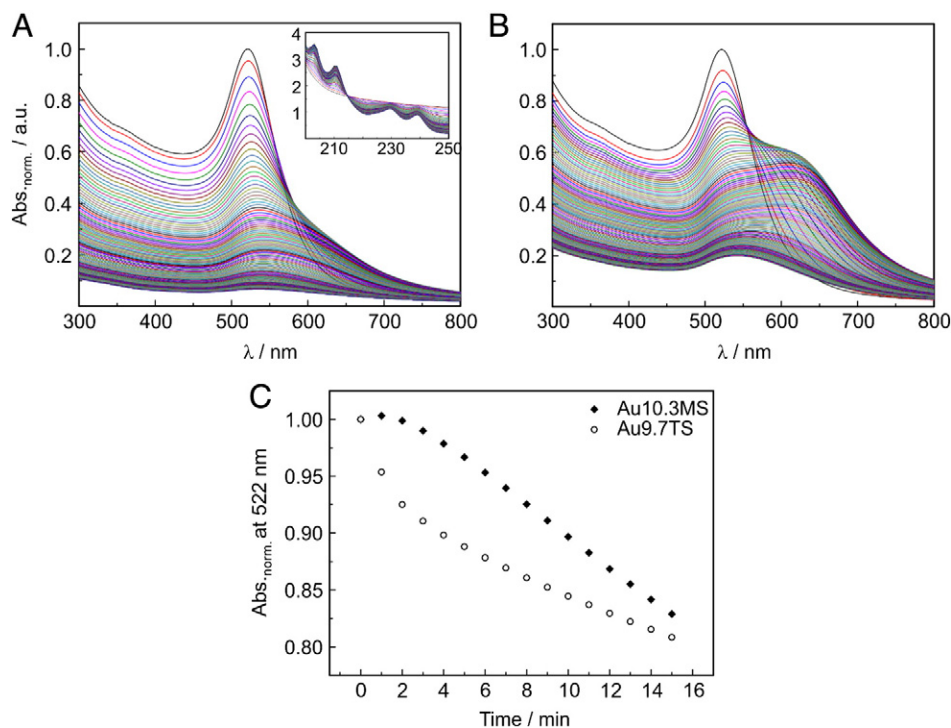 A
B
Abs.norm. / a.u.
1.0
0.8
0.6
0.4
0.2
300 400 500 600 700 800
λ / nm
4
3
2
1
210 230 250
1.0
0.8
0.6
0.4
0.2
300 400 500 600 700 800
λ / nm
C
Abs.norm. at 522 nm
1.00
0.95
0.90
0.85
0.80
Au10.3MS
Au9.7TS
0 2 4 6 8 10 12 14 16
Time / min